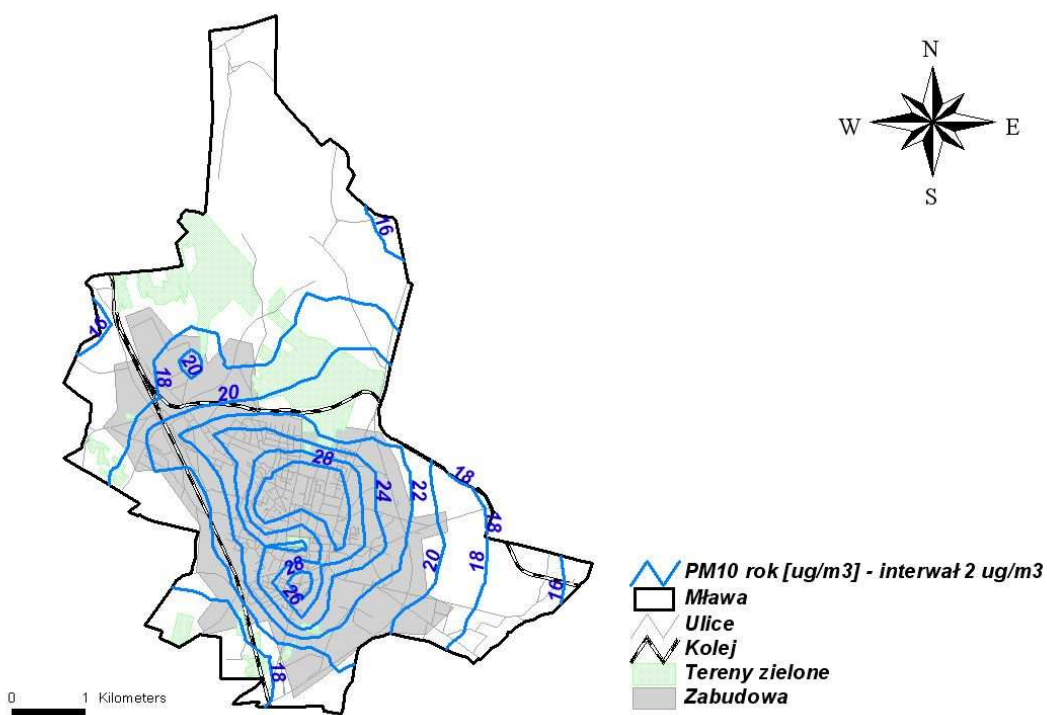 N
W
E
S
16
16
20
18
20
28
24
22
18
18
20
18
28
26
16
18
PM10 rok [ug/m3] - interwał 2 ug/m3
Mława
Ulice
Kolej
Tereny zielone
Zabudowa
0 1 Kilometers